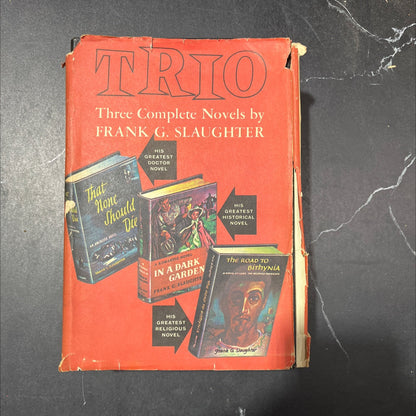 TRIO
Three Complete Novels by
FRANK G. SLAUGHTER
HIS
GREATEST
DOCTOR
NOVEL
That
None
Should
Die
HIS
GREATEST
HISTORICAL
NOVEL
IN A DARK
GARDEN
FRANK G. SLAUGHTER
THE ROAD TO
BITHYNIA
Frank G. Slaughter
HIS
GREATEST
RELIGIOUS
NOVEL